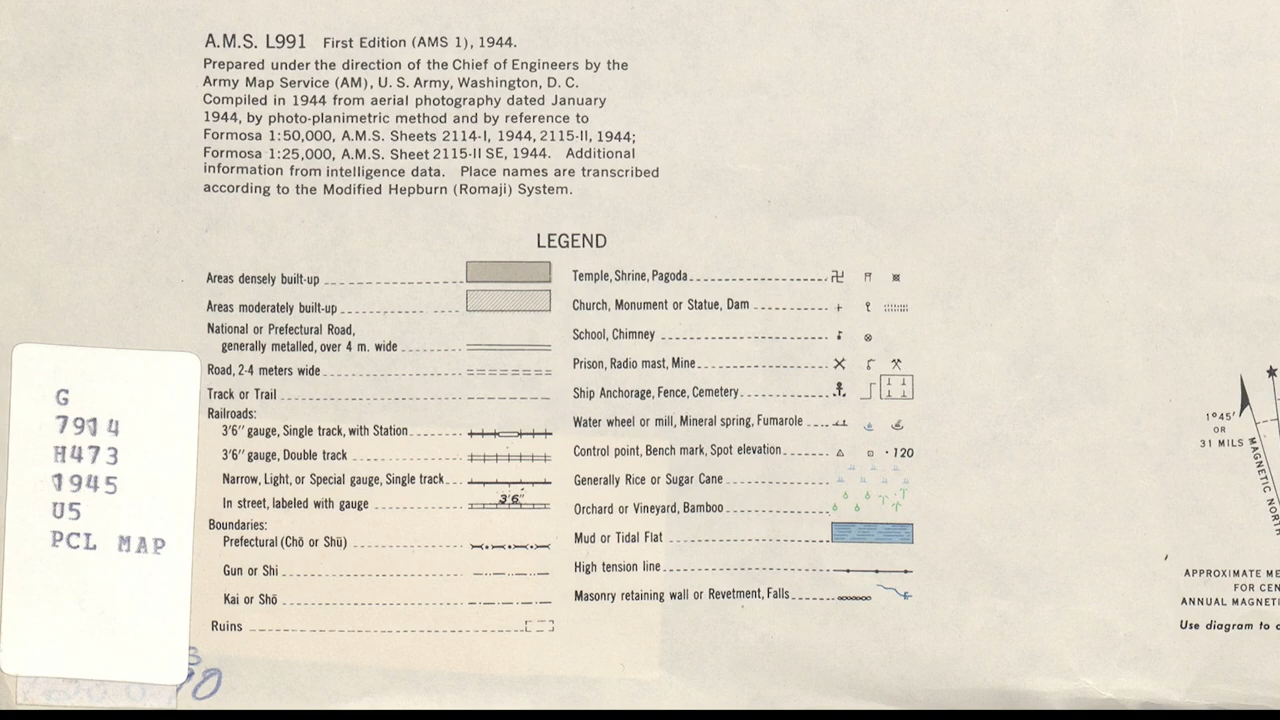 A.M.S. L991 First Edition (AMS 1), 1944.
Prepared under the direction of the Chief of Engineers by the
Army Map Service (AM), U. S. Army, Washington, D. C.
Compiled in 1944 from aerial photography dated January
1944, by photo-planimetric method and by reference to
Formosa 1:50,000, A.M.S. Sheets 2114-I, 1944, 2115-II, 1944;
Formosa 1:25,000, A.M.S. Sheet 2115-II SE, 1944. Additional
information from intelligence data. Place names are transcribed
according to the Modified Hepburn (Romaji) System.
LEGEND
Areas densely built-up
Areas moderately built-up
National or Prefectural Road,
generally metalled, over 4 m. wide
Road, 2-4 meters wide
Track or Trail
Railroads:
3'6" gauge, Single track, with Station
3'6" gauge, Double track
Narrow, Light, or Special gauge, Single track
In street, labeled with gauge
3'6"
Boundaries:
Prefectural (Chō or Shū)
Gun or Shi
Kai or Shō
Ruins
Temple, Shrine, Pagoda
Church, Monument or Statue, Dam
School, Chimney
Prison, Radio mast, Mine
Ship Anchorage, Fence, Cemetery
Water wheel or mill, Mineral spring, Fumarole
Control point, Bench mark, Spot elevation
·120
Generally Rice or Sugar Cane
Orchard or Vineyard, Bamboo
Mud or Tidal Flat
High tension line
Masonry retaining wall or Revetment, Falls
G
7914
H473
1945
U5
PCL MAP
1°45'
OR
31 MILS
MAGNETIC
APPROXIMATE
FOR
ANNUAL
Use diagram to